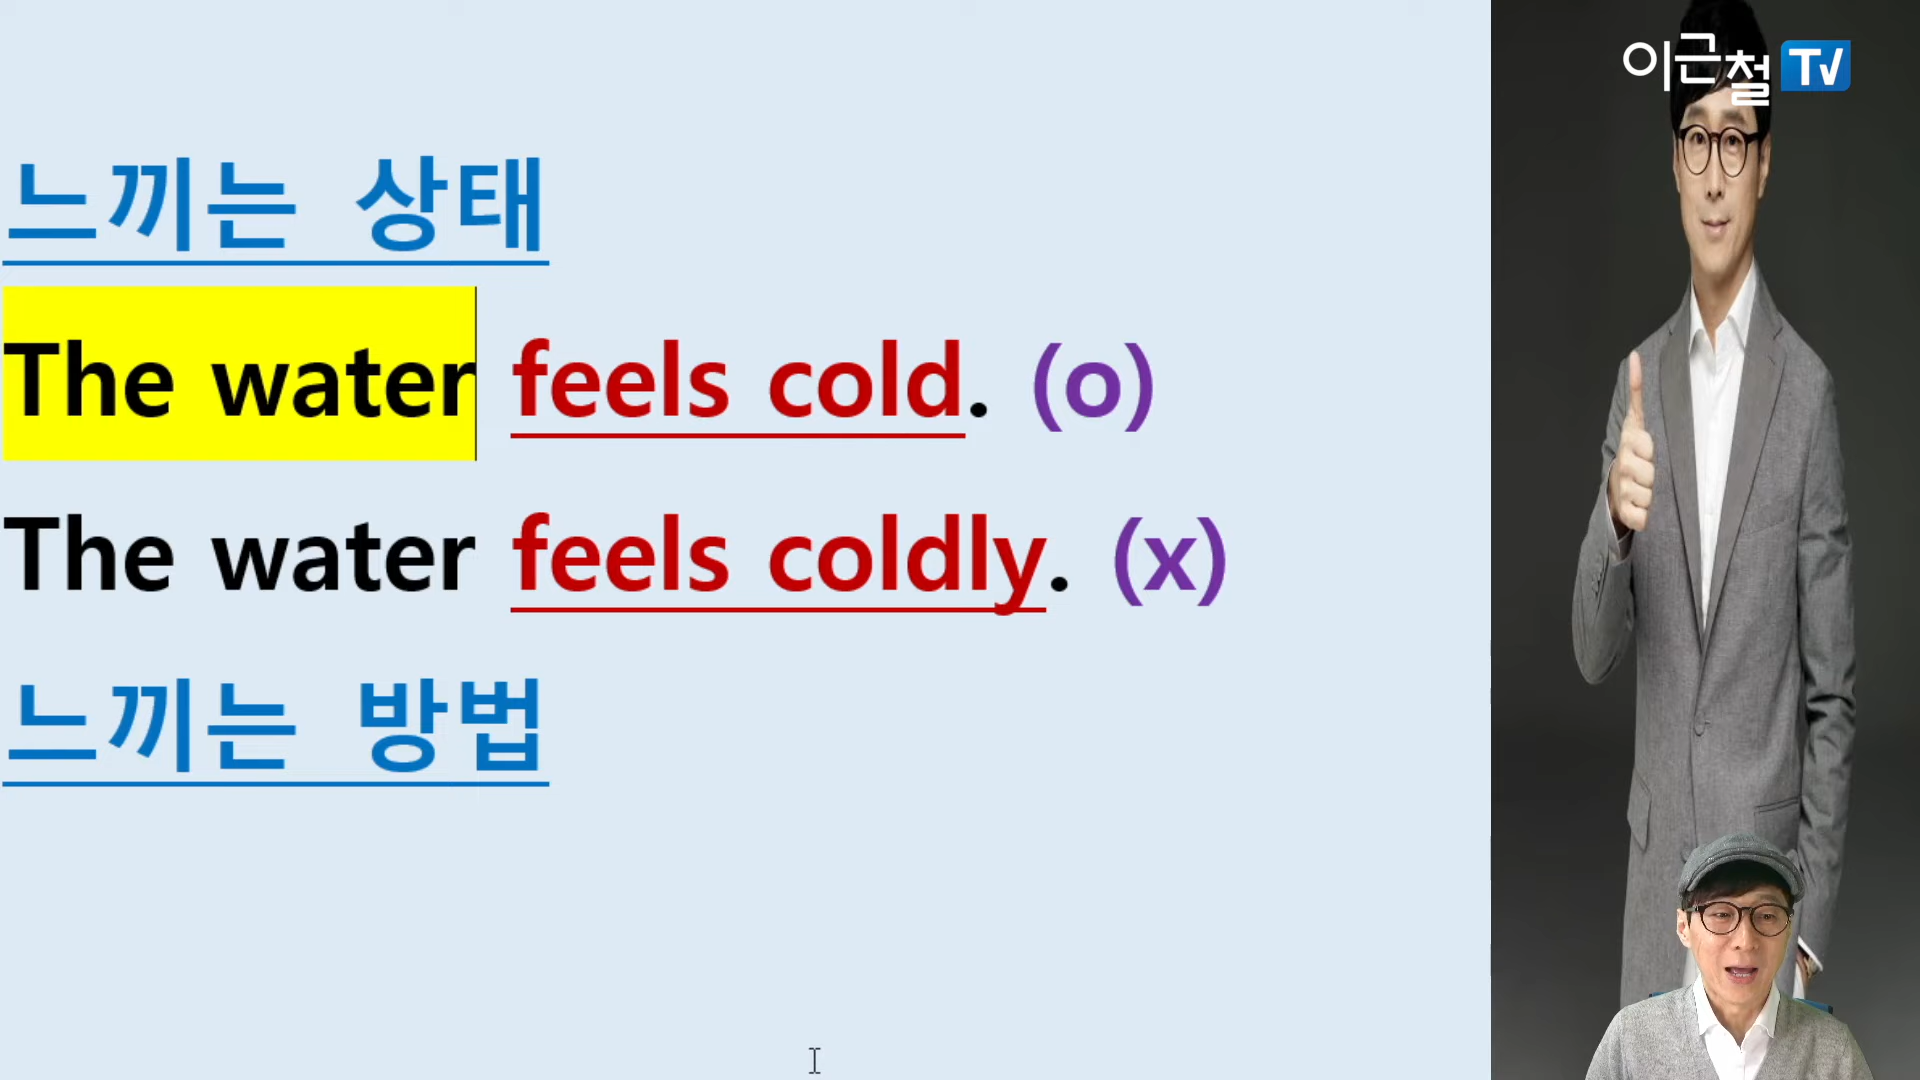 이근철 TV
느끼는 상태
The water feels cold. (o)
The water feels coldly. (x)
느끼는 방법